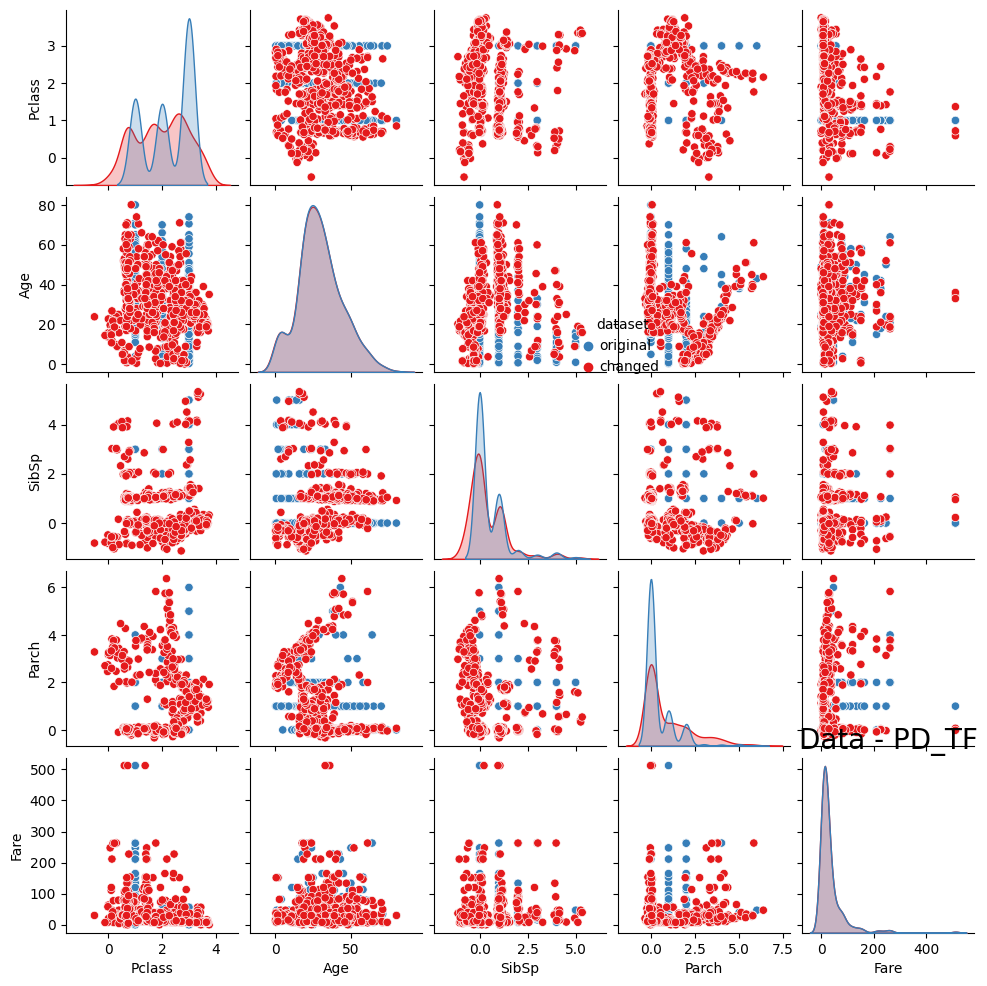 3
2
1
0
Pclass
80
60
40
20
0
Age
dataset
original
changed
4
2
0
SibSp
6
4
2
0
Parch
Data - PD_TF
500
400
300
200
100
0
Fare
0 2 4
0 50
0.0 2.5 5.0
0.0 2.5 5.0 7.5
0 200 400
Pclass Age SibSp Parch Fare